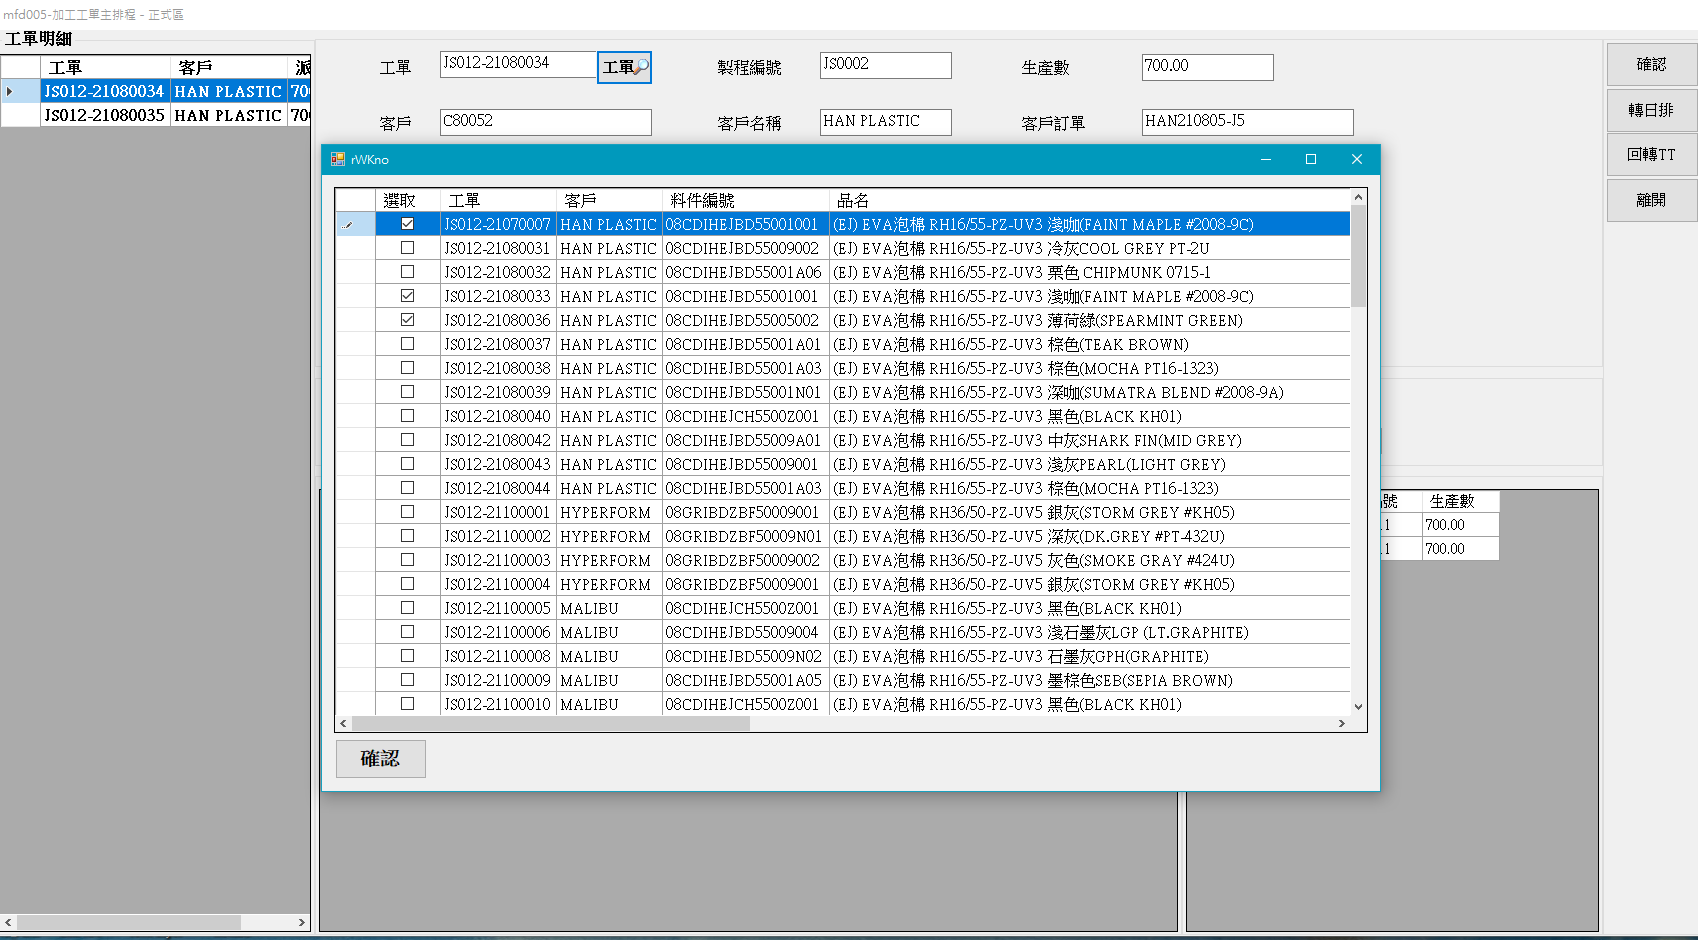 mfd005-加工工單主排程 - 正式區
工單明細
工單 客戶 派
JS012-21080034 HAN PLASTIC 70
JS012-21080035 HAN PLASTIC 70
工單 JS012-21080034 工單 製程編號 JS0002 生產數 700.00
客戶 C80052 客戶名稱 HAN PLASTIC 客戶訂單 HAN210805-J5
確認
轉日排
回轉TT
離開
rWKno
選取 工單 客戶 料件編號 品名
JS012-21070007 HAN PLASTIC 08CDIHEJBD55001001 (EJ) EVA泡棉 RH16/55-PZ-UV3 淺咖(FAINT MAPLE #2008-9C)
JS012-21080031 HAN PLASTIC 08CDIHEJBD55009002 (EJ) EVA泡棉 RH16/55-PZ-UV3 冷灰COOL GREY PT-2U
JS012-21080032 HAN PLASTIC 08CDIHEJBD55001A06 (EJ) EVA泡棉 RH16/55-PZ-UV3 栗色 CHIPMUNK 0715-1
JS012-21080033 HAN PLASTIC 08CDIHEJBD55001001 (EJ) EVA泡棉 RH16/55-PZ-UV3 淺咖(FAINT MAPLE #2008-9C)
JS012-21080036 HAN PLASTIC 08CDIHEJBD55005002 (EJ) EVA泡棉 RH16/55-PZ-UV3 薄荷綠(SPEARMINT GREEN)
JS012-21080037 HAN PLASTIC 08CDIHEJBD55001A01 (EJ) EVA泡棉 RH16/55-PZ-UV3 棕色(TEAK BROWN)
JS012-21080038 HAN PLASTIC 08CDIHEJBD55001A03 (EJ) EVA泡棉 RH16/55-PZ-UV3 棕色(MOCHA PT16-1323)
JS012-21080039 HAN PLASTIC 08CDIHEJBD55001N01 (EJ) EVA泡棉 RH16/55-PZ-UV3 深咖(SUMATRA BLEND #2008-9A)
JS012-21080040 HAN PLASTIC 08CDIHEJCH5500Z001 (EJ) EVA泡棉 RH16/55-PZ-UV3 黑色(BLACK KH01)
JS012-21080042 HAN PLASTIC 08CDIHEJBD55009A01 (EJ) EVA泡棉 RH16/55-PZ-UV3 中灰SHARK FIN(MID GREY)
JS012-21080043 HAN PLASTIC 08CDIHEJBD55009001 (EJ) EVA泡棉 RH16/55-PZ-UV3 淺灰PEARL(LIGHT GREY)
JS012-21080044 HAN PLASTIC 08CDIHEJBD55001A03 (EJ) EVA泡棉 RH16/55-PZ-UV3 棕色(MOCHA PT16-1323)
JS012-21100001 HYPERFORM 08GRIBDZBF50009001 (EJ) EVA泡棉 RH36/50-PZ-UV5 銀灰(STORM GREY #KH05)
JS012-21100002 HYPERFORM 08GRIBDZBF50009N01 (EJ) EVA泡棉 RH36/50-PZ-UV5 深灰(DK.GREY #PT-432U)
JS012-21100003 HYPERFORM 08GRIBDZBF50009002 (EJ) EVA泡棉 RH36/50-PZ-UV5 灰色(SMOKE GRAY #424U)
JS012-21100004 HYPERFORM 08GRIBDZBF50009001 (EJ) EVA泡棉 RH36/50-PZ-UV5 銀灰(STORM GREY #KH05)
JS012-21100005 MALIBU 08CDIHEJCH5500Z001 (EJ) EVA泡棉 RH16/55-PZ-UV3 黑色(BLACK KH01)
JS012-21100006 MALIBU 08CDIHEJBD55009004 (EJ) EVA泡棉 RH16/55-PZ-UV3 淺石墨灰LGP (LT.GRAPHITE)
JS012-21100008 MALIBU 08CDIHEJBD55009N02 (EJ) EVA泡棉 RH16/55-PZ-UV3 石墨灰GPH(GRAPHITE)
JS012-21100009 MALIBU 08CDIHEJBD55001A05 (EJ) EVA泡棉 RH16/55-PZ-UV3 墨棕色SEB(SEPIA BROWN)
JS012-21100010 MALIBU 08CDIHEJCH5500Z001 (EJ) EVA泡棉 RH16/55-PZ-UV3 黑色(BLACK KH01)
確認
號 生產數
1 700.00
1 700.00